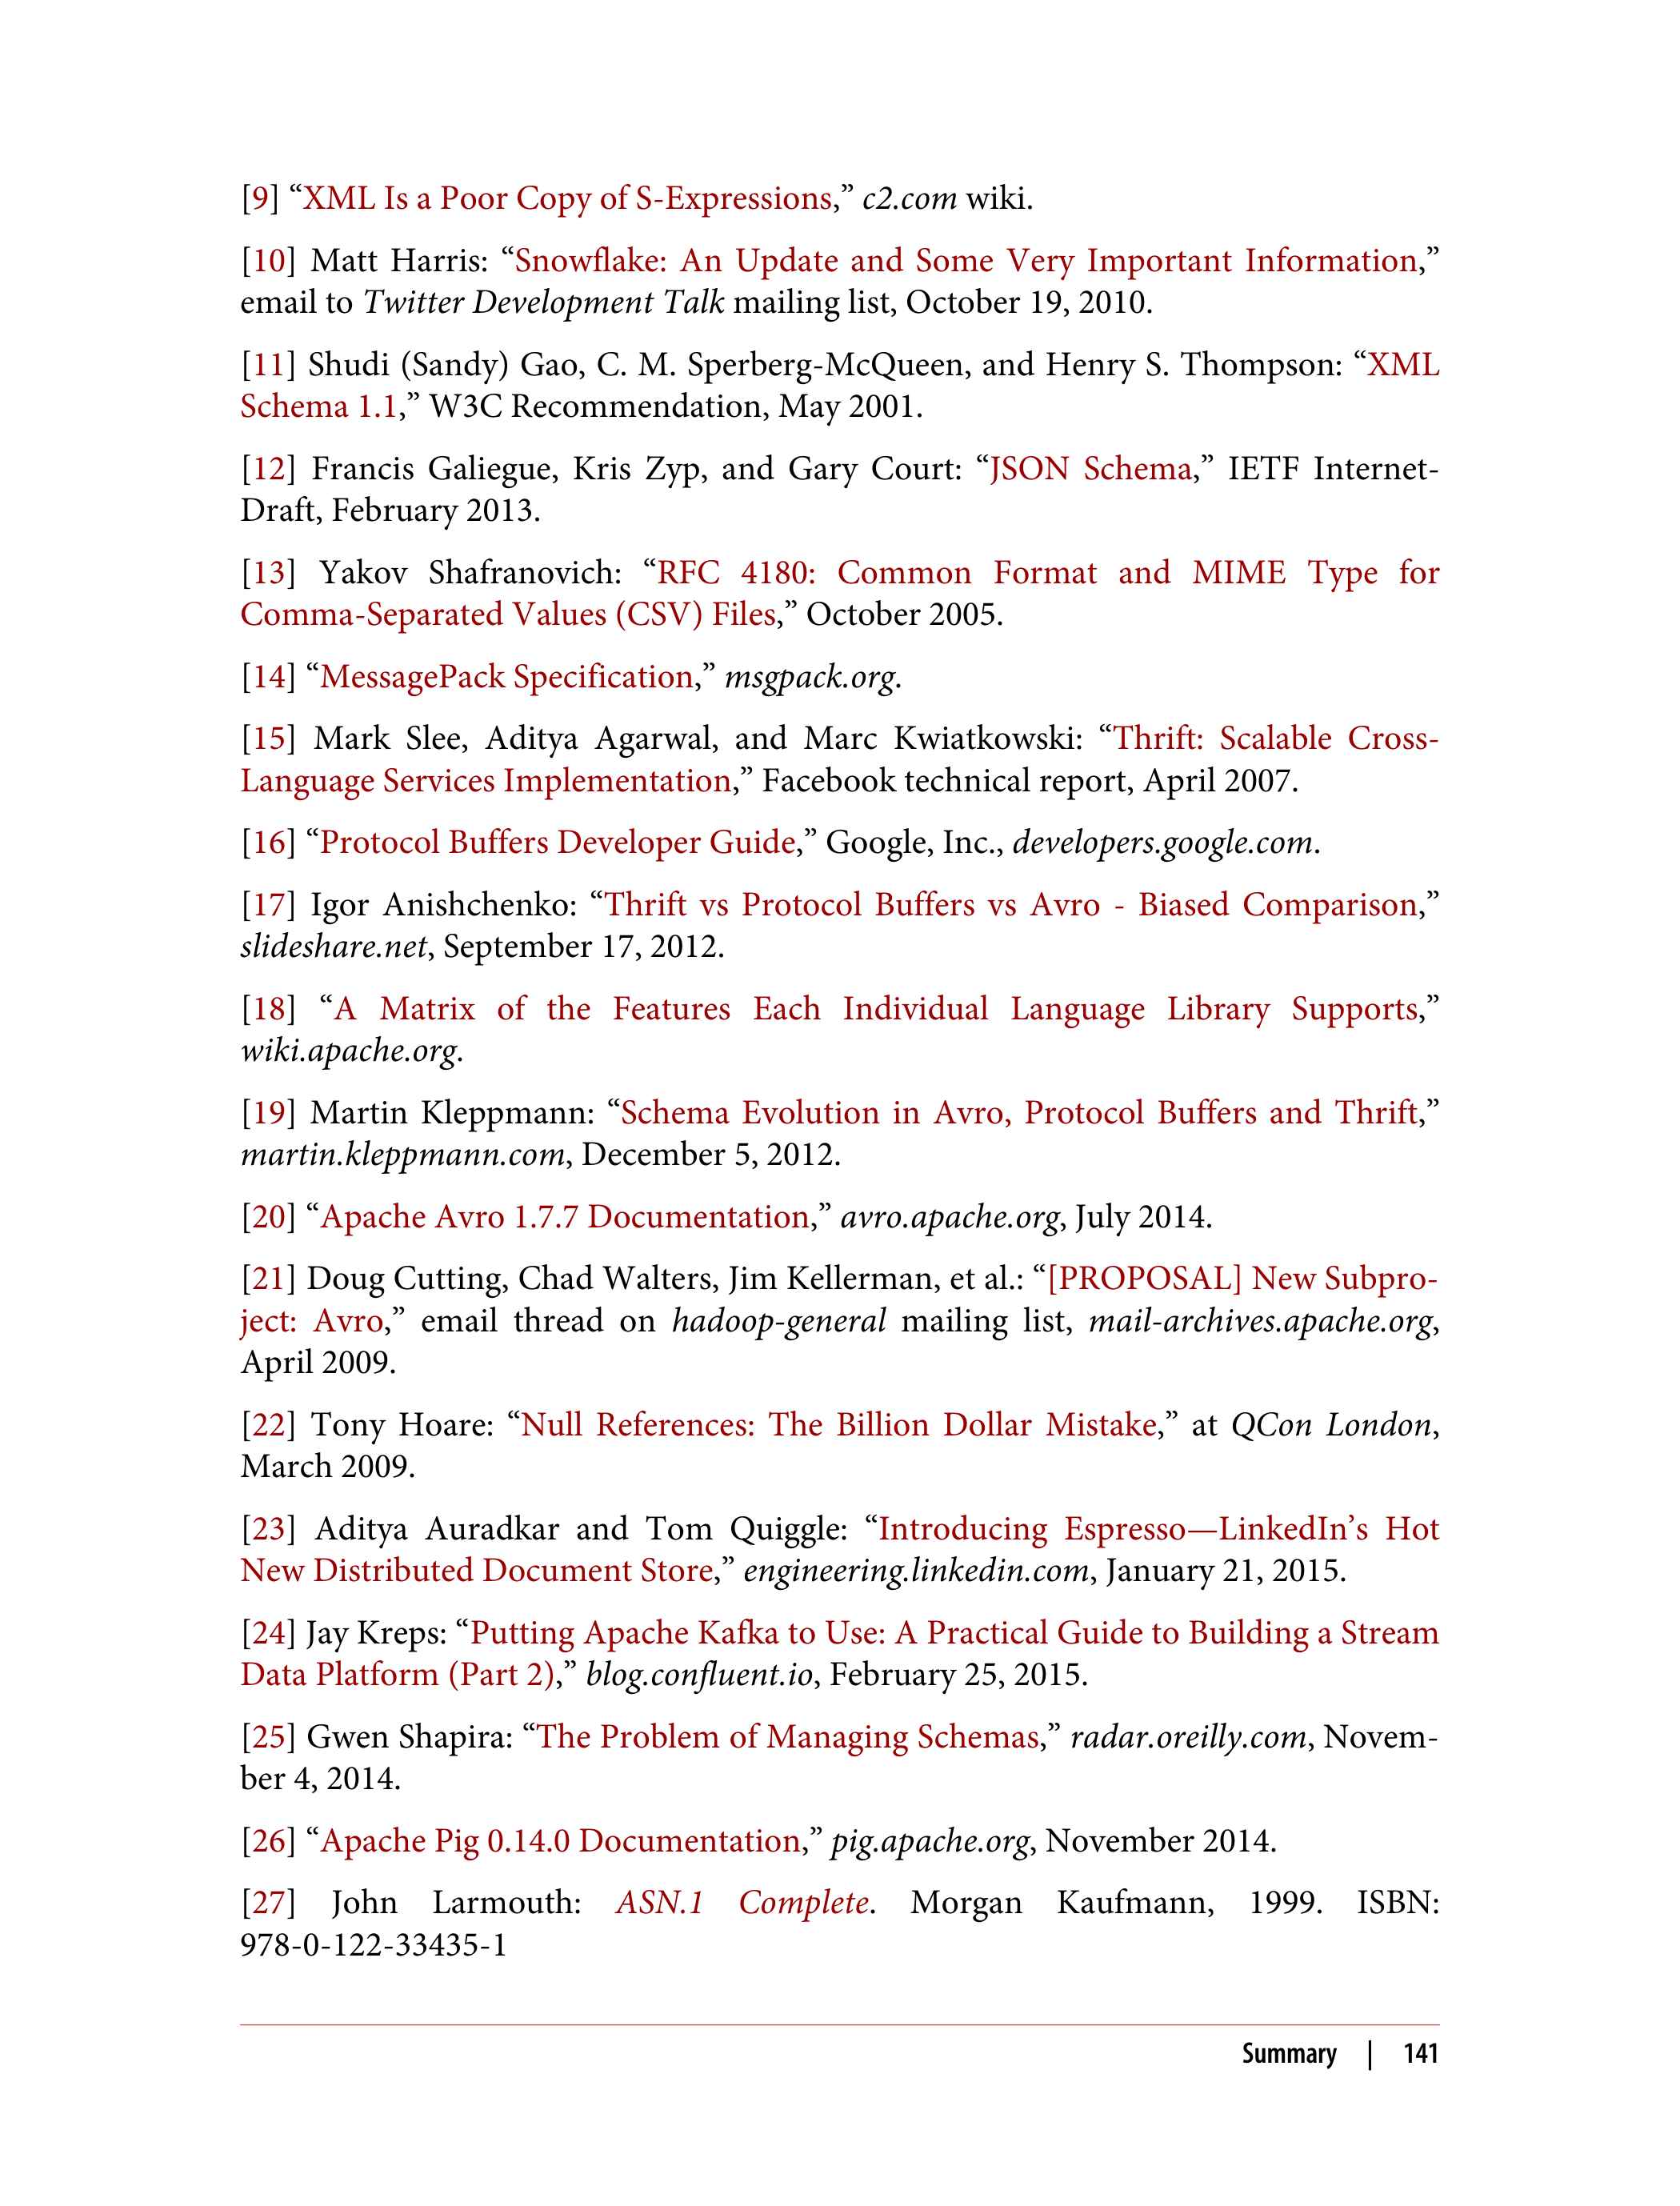 [9] “XML Is a Poor Copy of S-Expressions,” c2.com wiki.
[10] Matt Harris: “Snowflake: An Update and Some Very Important Information,”
email to Twitter Development Talk mailing list, October 19, 2010.
[11] Shudi (Sandy) Gao, C. M. Sperberg-McQueen, and Henry S. Thompson: “XML
Schema 1.1,” W3C Recommendation, May 2001.
[12] Francis Galiegue, Kris Zyp, and Gary Court: “JSON Schema,” IETF Internet-
Draft, February 2013.
[13] Yakov Shafranovich: “RFC 4180: Common Format and MIME Type for
Comma-Separated Values (CSV) Files,” October 2005.
[14] “MessagePack Specification,” msgpack.org.
[15] Mark Slee, Aditya Agarwal, and Marc Kwiatkowski: “Thrift: Scalable Cross-
Language Services Implementation,” Facebook technical report, April 2007.
[16] “Protocol Buffers Developer Guide,” Google, Inc., developers.google.com.
[17] Igor Anishchenko: “Thrift vs Protocol Buffers vs Avro - Biased Comparison,”
slideshare.net, September 17, 2012.
[18] “A Matrix of the Features Each Individual Language Library Supports,”
wiki.apache.org.
[19] Martin Kleppmann: “Schema Evolution in Avro, Protocol Buffers and Thrift,”
martin.kleppmann.com, December 5, 2012.
[20] “Apache Avro 1.7.7 Documentation,” avro.apache.org, July 2014.
[21] Doug Cutting, Chad Walters, Jim Kellerman, et al.: “[PROPOSAL] New Subpro-
ject: Avro,” email thread on hadoop-general mailing list, mail-archives.apache.org,
April 2009.
[22] Tony Hoare: “Null References: The Billion Dollar Mistake,” at QCon London,
March 2009.
[23] Aditya Auradkar and Tom Quiggle: “Introducing Espresso—LinkedIn’s Hot
New Distributed Document Store,” engineering.linkedin.com, January 21, 2015.
[24] Jay Kreps: “Putting Apache Kafka to Use: A Practical Guide to Building a Stream
Data Platform (Part 2),” blog.confluent.io, February 25, 2015.
[25] Gwen Shapira: “The Problem of Managing Schemas,” radar.oreilly.com, Novem-
ber 4, 2014.
[26] “Apache Pig 0.14.0 Documentation,” pig.apache.org, November 2014.
[27] John Larmouth: ASN.1 Complete. Morgan Kaufmann, 1999. ISBN:
978-0-122-33435-1
Summary | 141